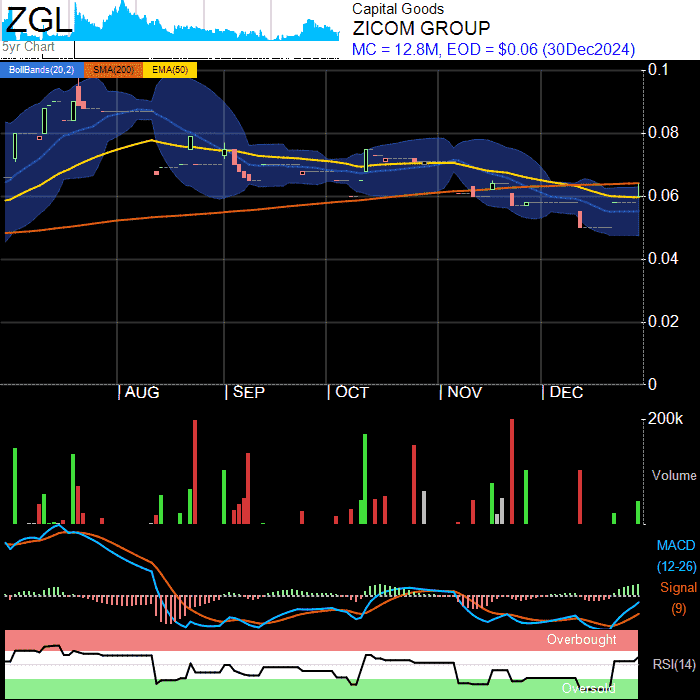 ZGL
5yr Chart
Capital Goods
ZICOM GROUP
MC = 12.8M, EOD = $0.06 (30Dec2024)
BollBands(20,2) SMA(200) EMA(50)
0.1
0.08
0.06
0.04
0.02
0
AUG SEP OCT NOV DEC
200k
Volume
MACD
(12-26)
Signal
(9)
Overbought
RSI(14)
Oversold